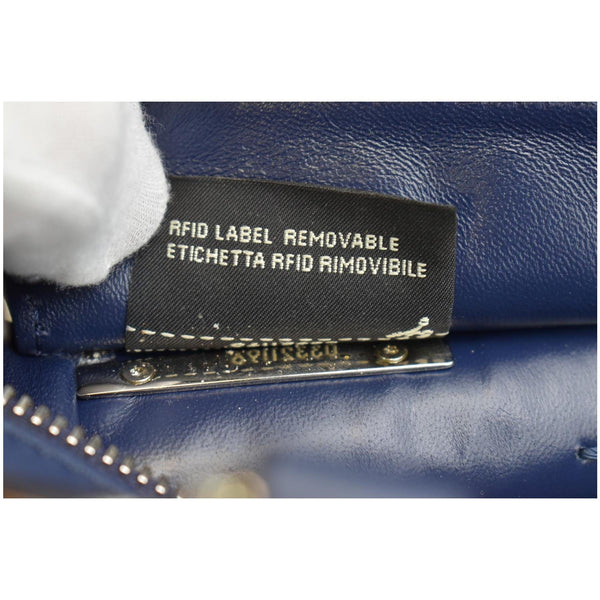 RFID LABEL REMOVABLE
ETICHETTA RFID RIMOVIBILE